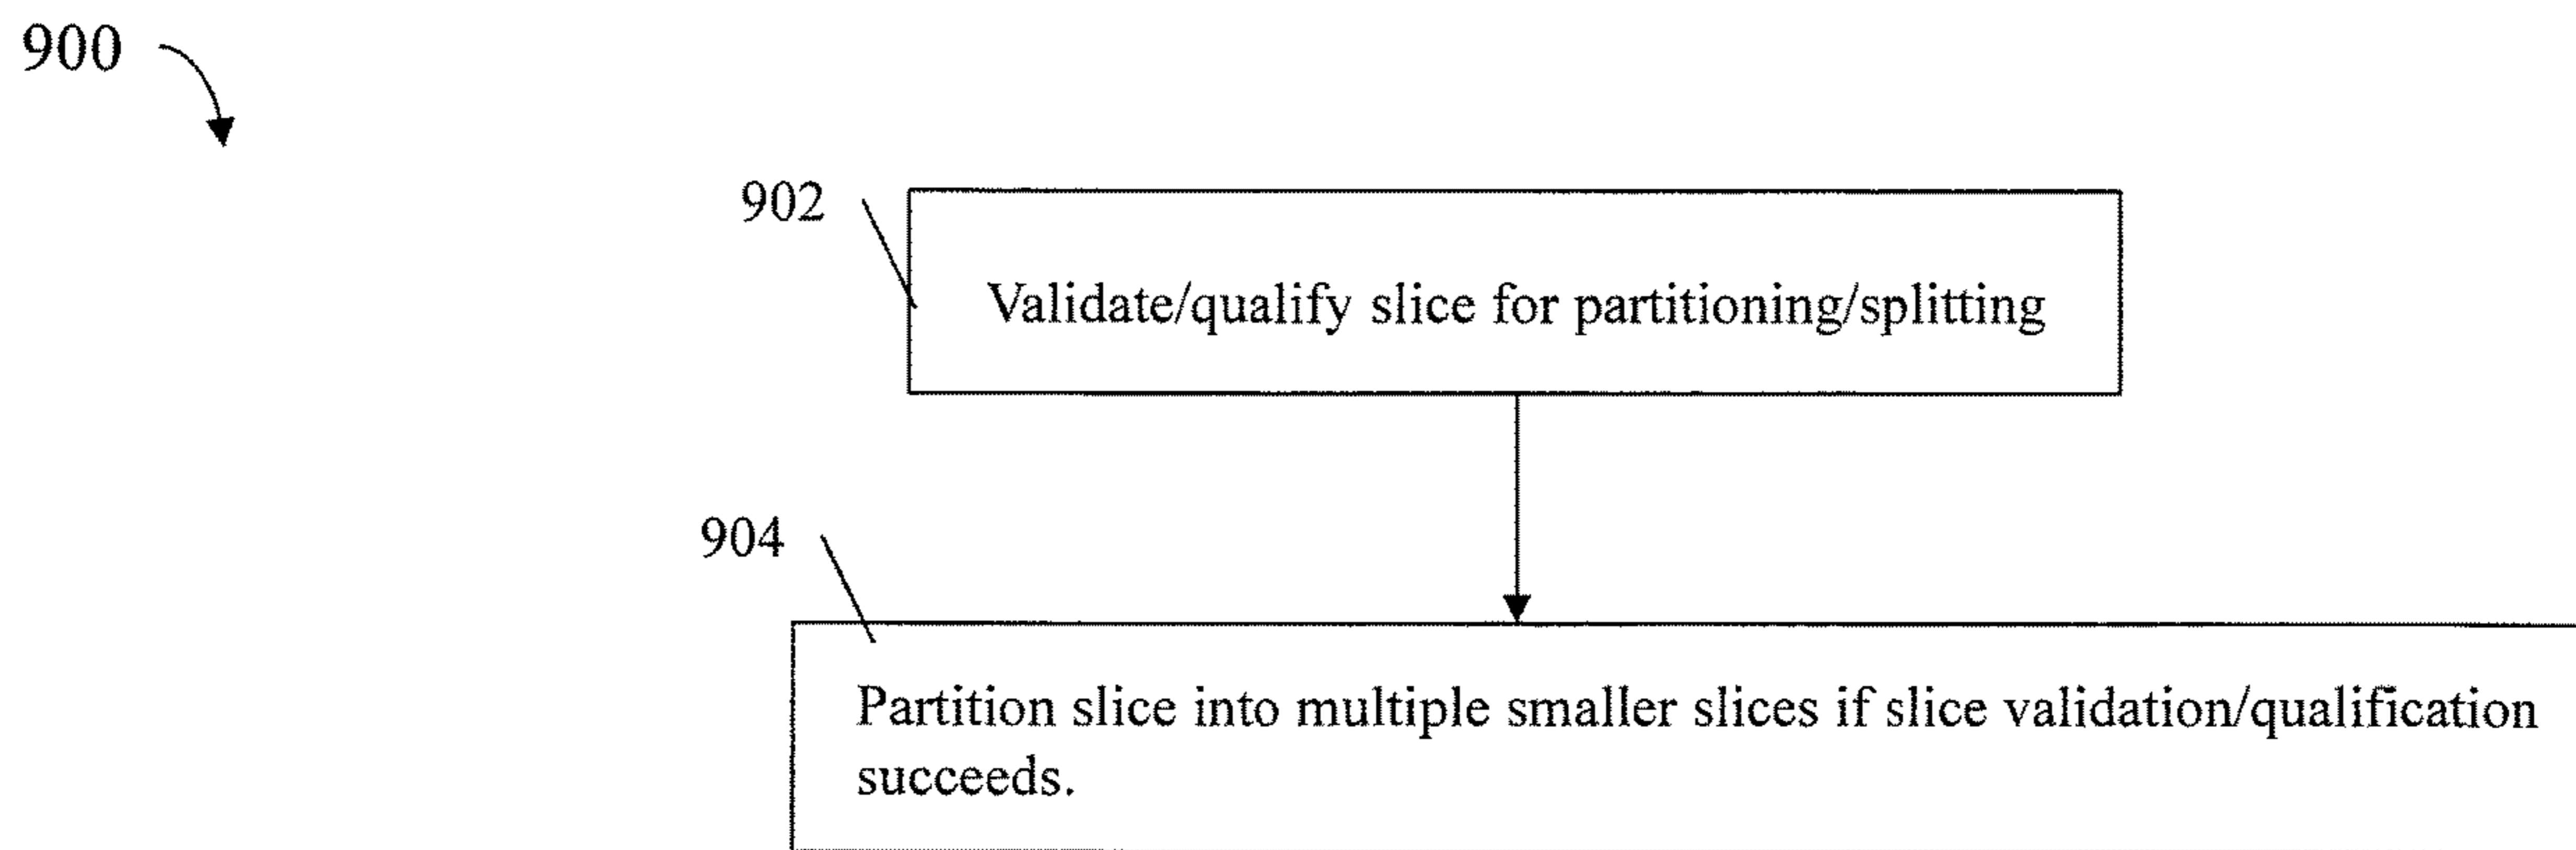 900
902
Validate/qualify slice for partitioning/splitting
904
Partition slice into multiple smaller slices if slice validation/qualification
succeeds.